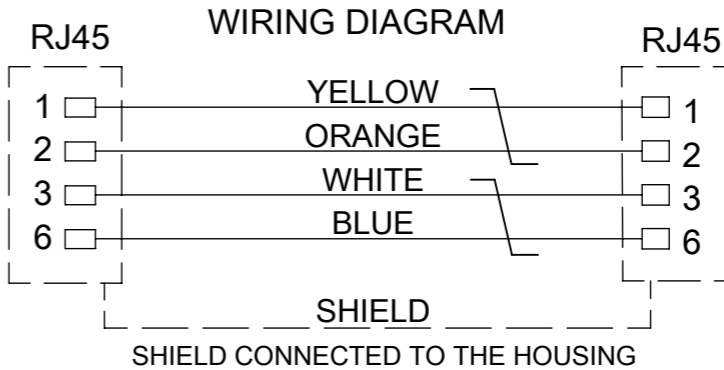 WIRING DIAGRAM
RJ45 RJ45
1 YELLOW 1
2 ORANGE 2
3 WHITE 3
6 BLUE 6
SHIELD
SHIELD CONNECTED TO THE HOUSING